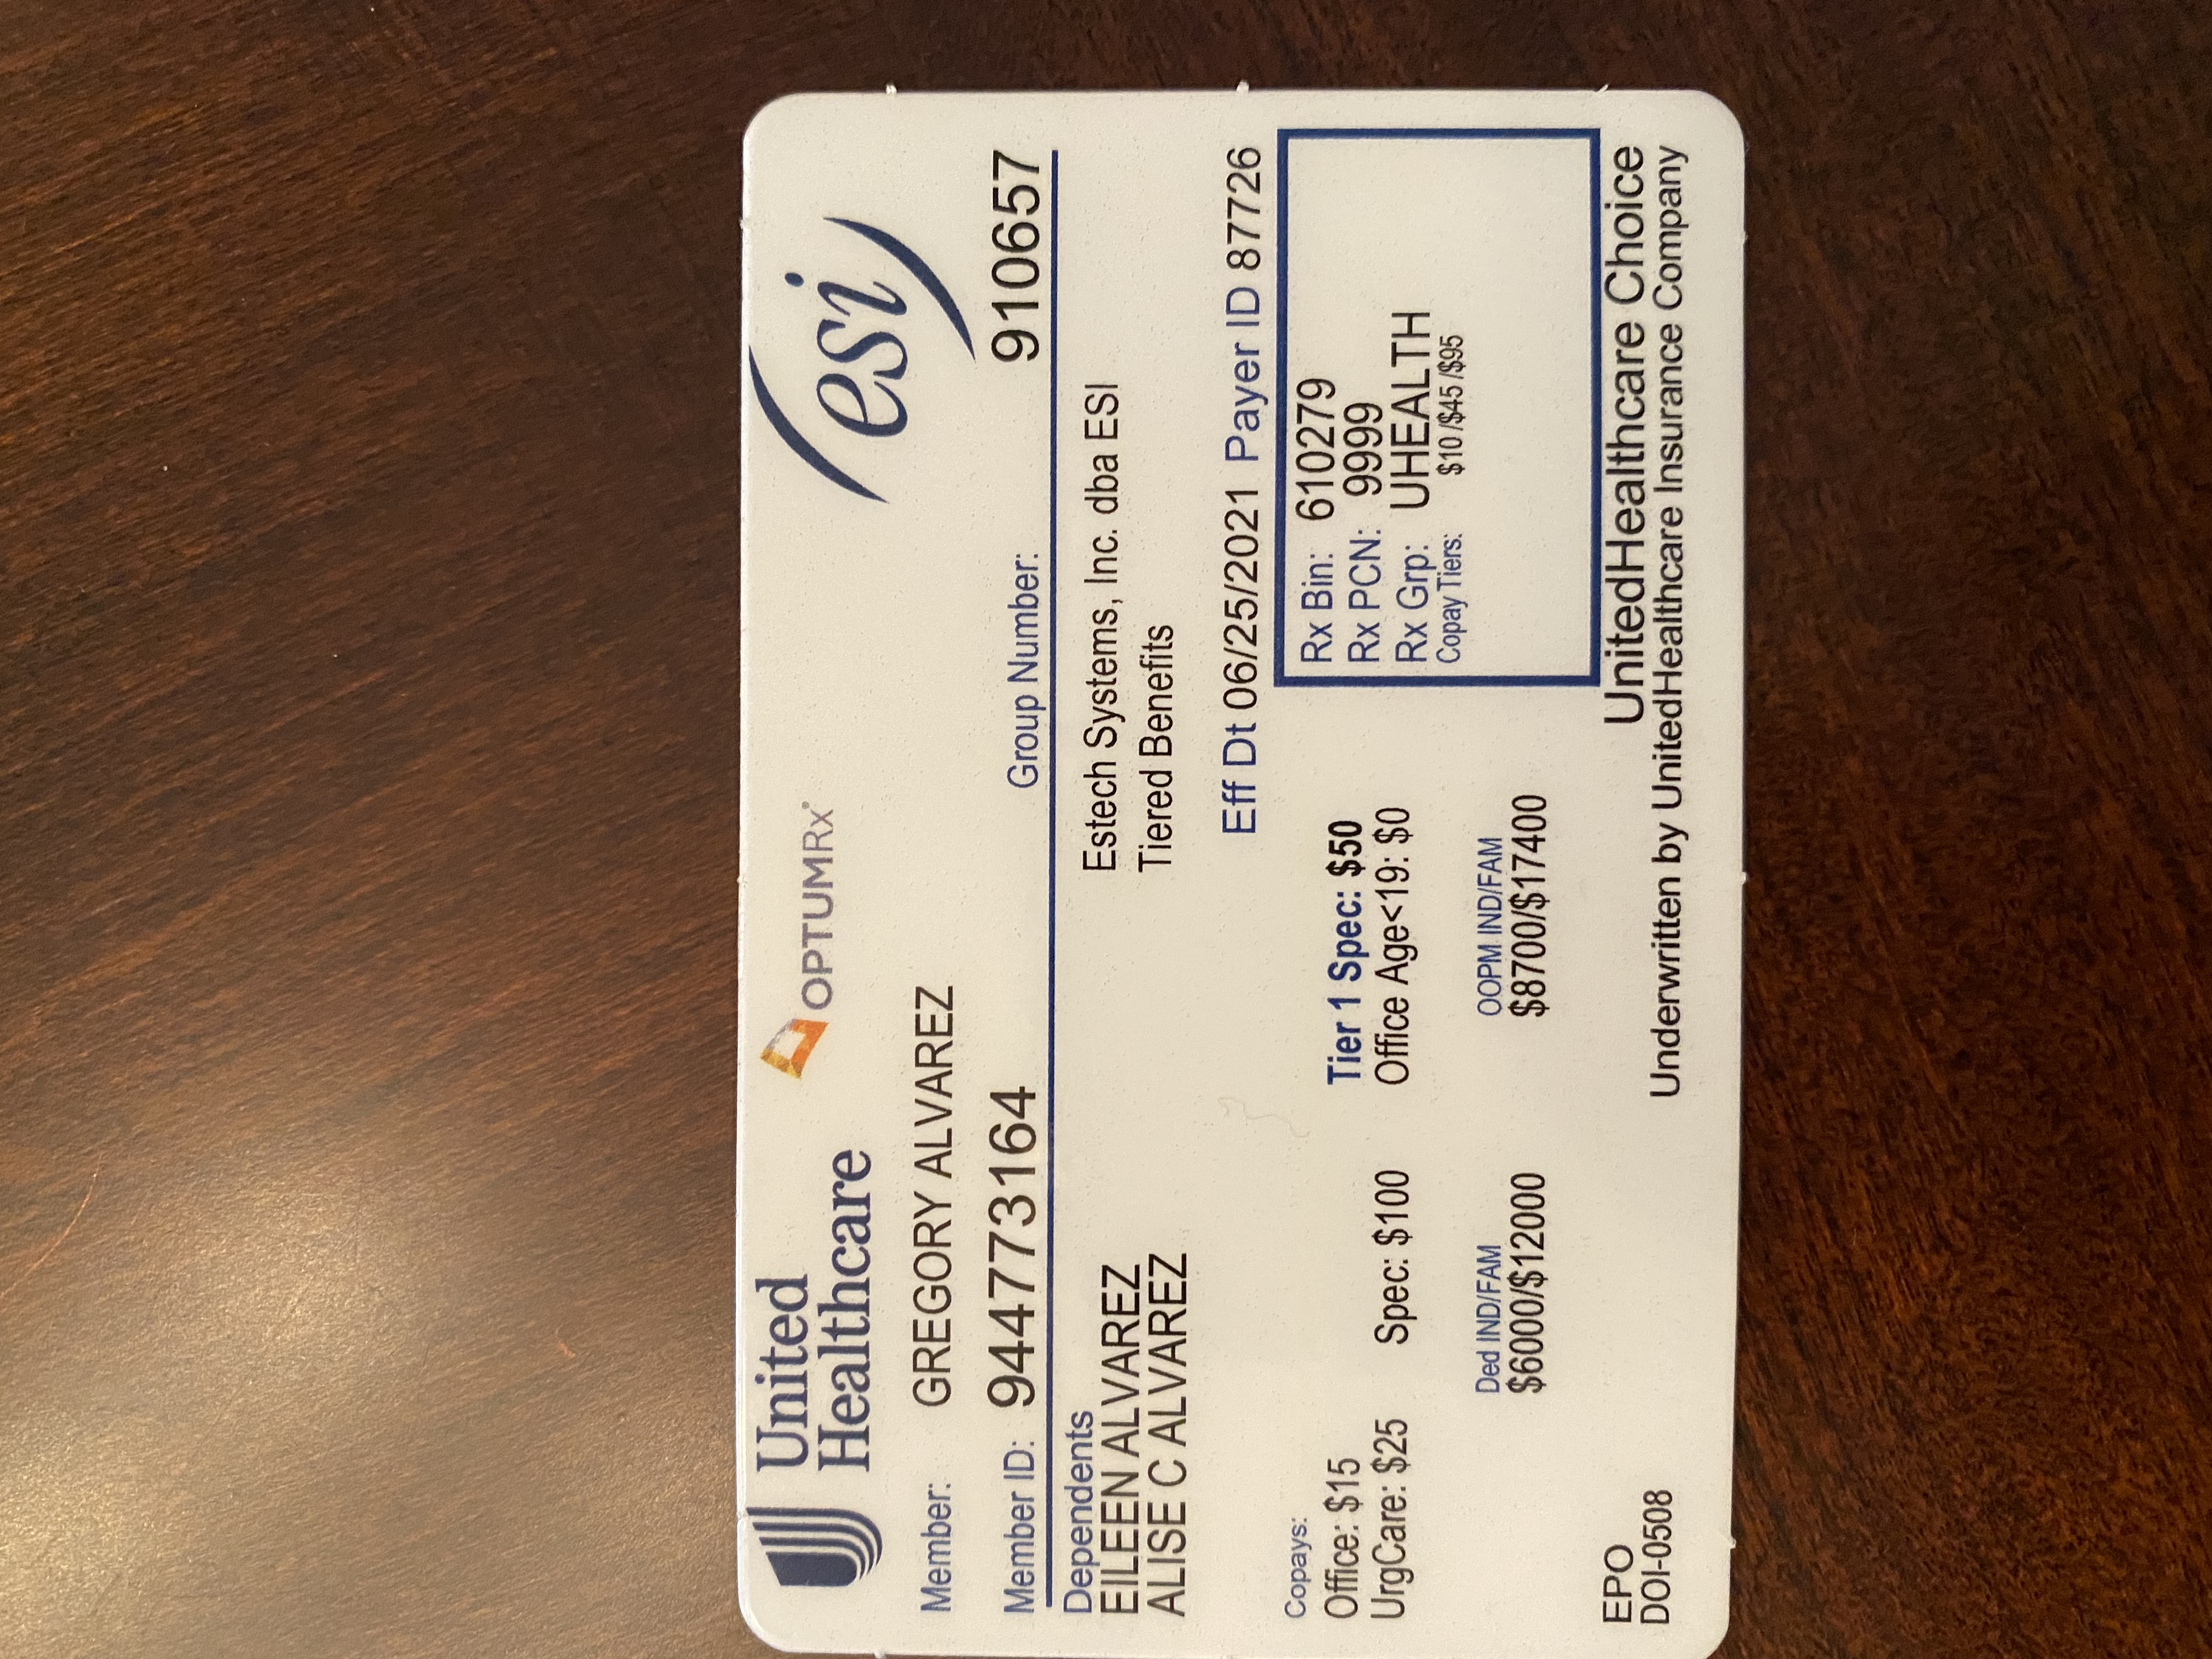 United
Healthcare
OPTUMRx®
esi
Member: GREGORY ALVAREZ
Member ID: 944773164 Group Number: 910657
Dependents
EILEEN ALVAREZ
ALISE C ALVAREZ
Estech Systems, Inc. dba ESI
Tiered Benefits
Eff Dt 06/25/2021 Payer ID 87726
Copays:
Office: $15 Tier 1 Spec: $50
UrgCare: $25 Spec: $100 Office Age<19: $0
Ded IND/FAM OOPM IND/FAM
$6000/$12000 $8700/$17400
Rx Bin: 610279
Rx PCN: 9999
Rx Grp: UHEALTH
Copay Tiers: $10 /$45 /$95
EPO
DOI-0508
UnitedHealthcare Choice
Underwritten by UnitedHealthcare Insurance Company